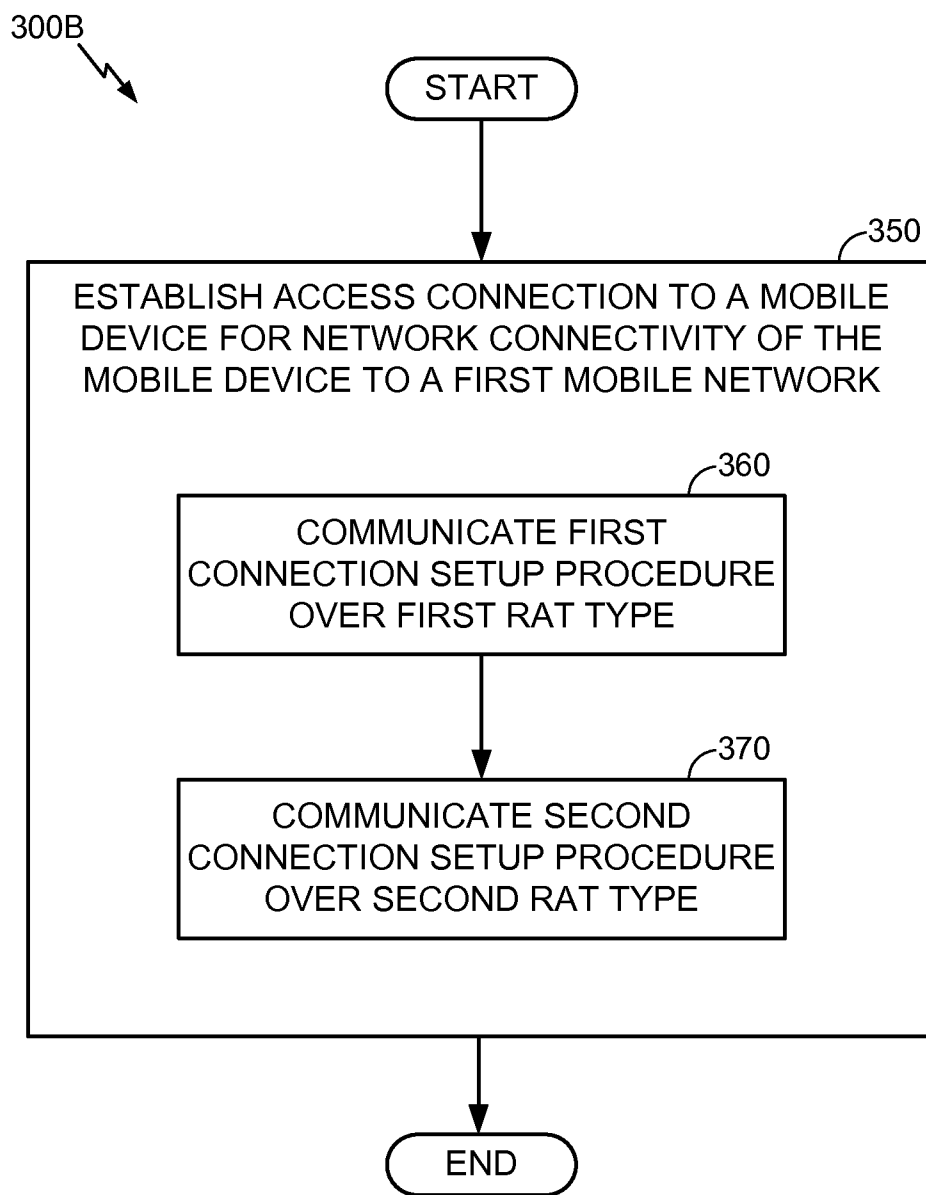 300B
START
350
ESTABLISH ACCESS CONNECTION TO A MOBILE
DEVICE FOR NETWORK CONNECTIVITY OF THE
MOBILE DEVICE TO A FIRST MOBILE NETWORK
360
COMMUNICATE FIRST
CONNECTION SETUP PROCEDURE
OVER FIRST RAT TYPE
370
COMMUNICATE SECOND
CONNECTION SETUP PROCEDURE
OVER SECOND RAT TYPE
END